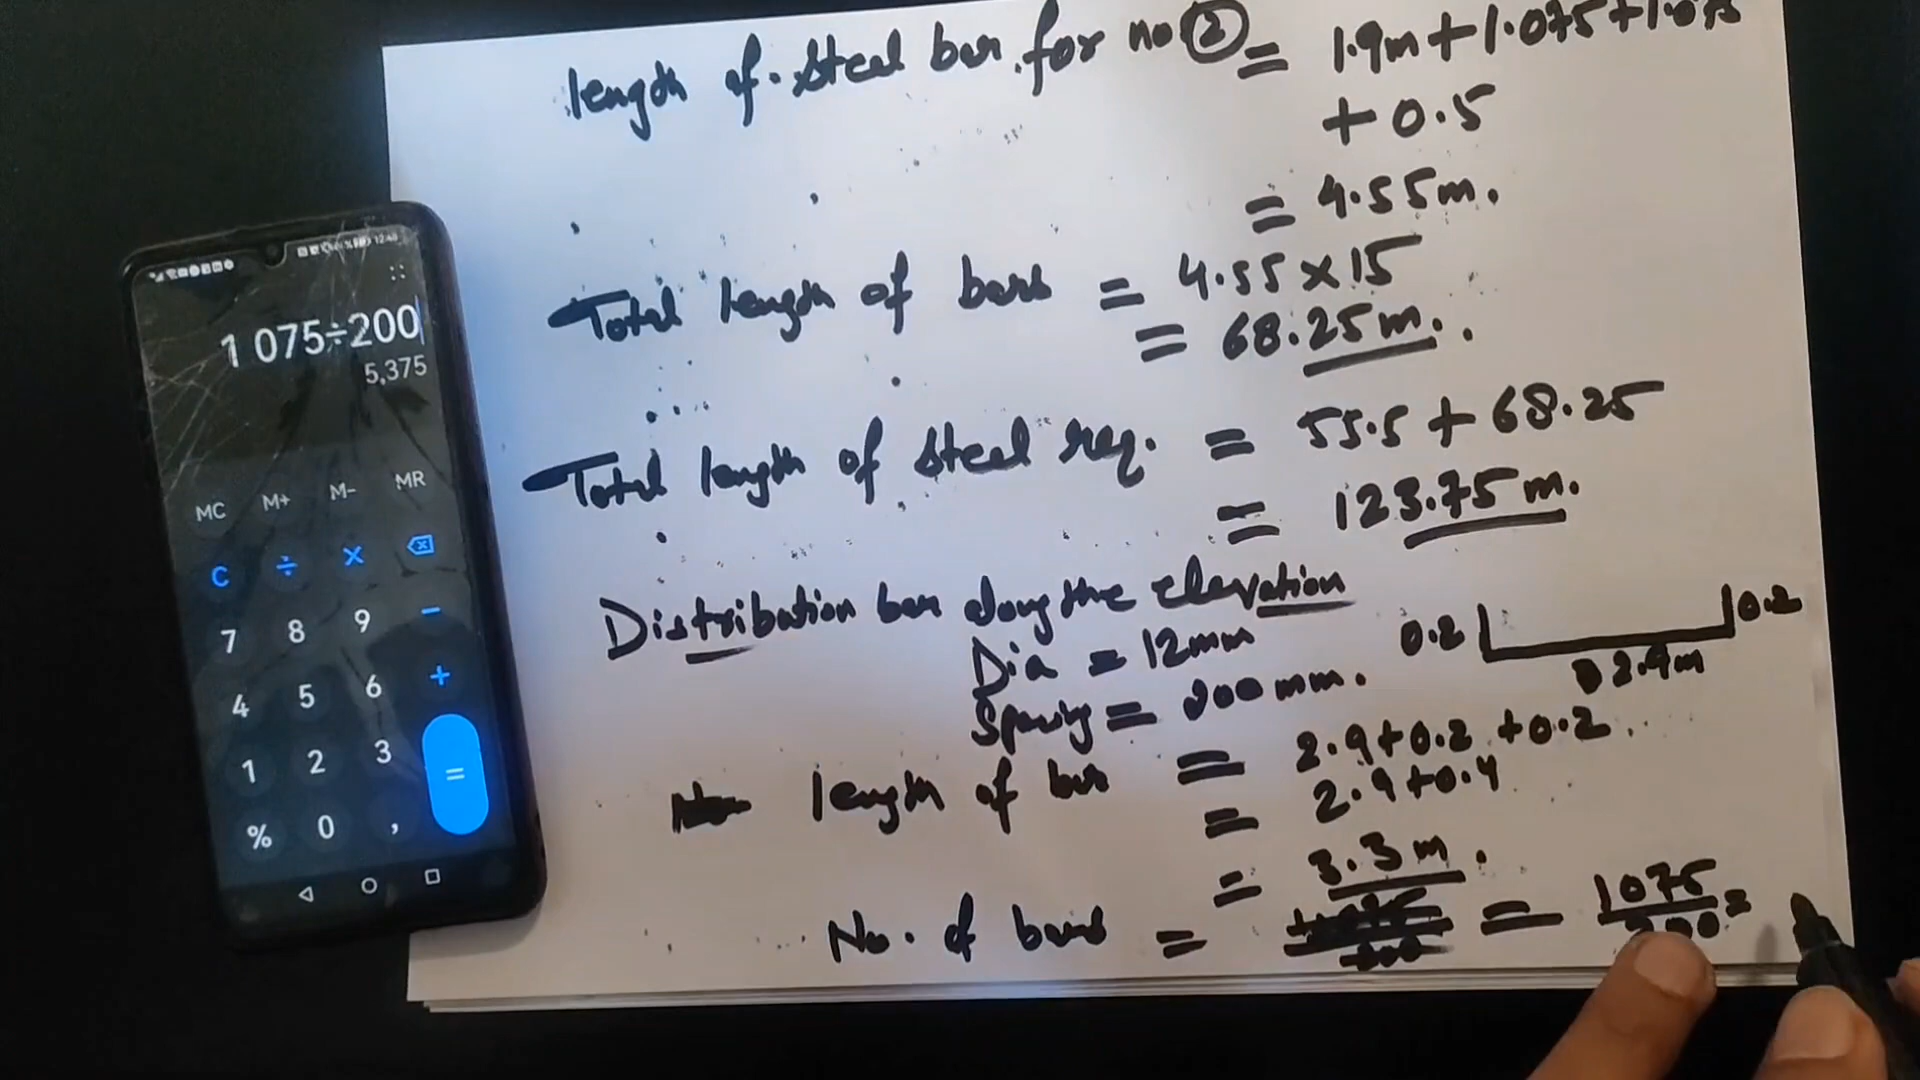 length of steel bar for no ② = 1.9m + 1.075 + 1.075
+ 0.5
= 4.55m.
Total length of bars = 4.55 x 15
= 68.25m.
Total length of steel req. = 55.5 + 68.25
= 123.75 m.
Distribution bar along the elevation
Dia = 12mm
Spacing = 200 mm.
0.2 0.2
2.9m
length of bar = 2.9+0.2+0.2
= 2.9+0.4
= 3.3 m.
No. of bars = = 1075/200 =
12:48
1 075÷200
5,375
MC M+ M- MR
C ÷ × ⌫
7 8 9 −
4 5 6 +
1 2 3 =
% 0 ,